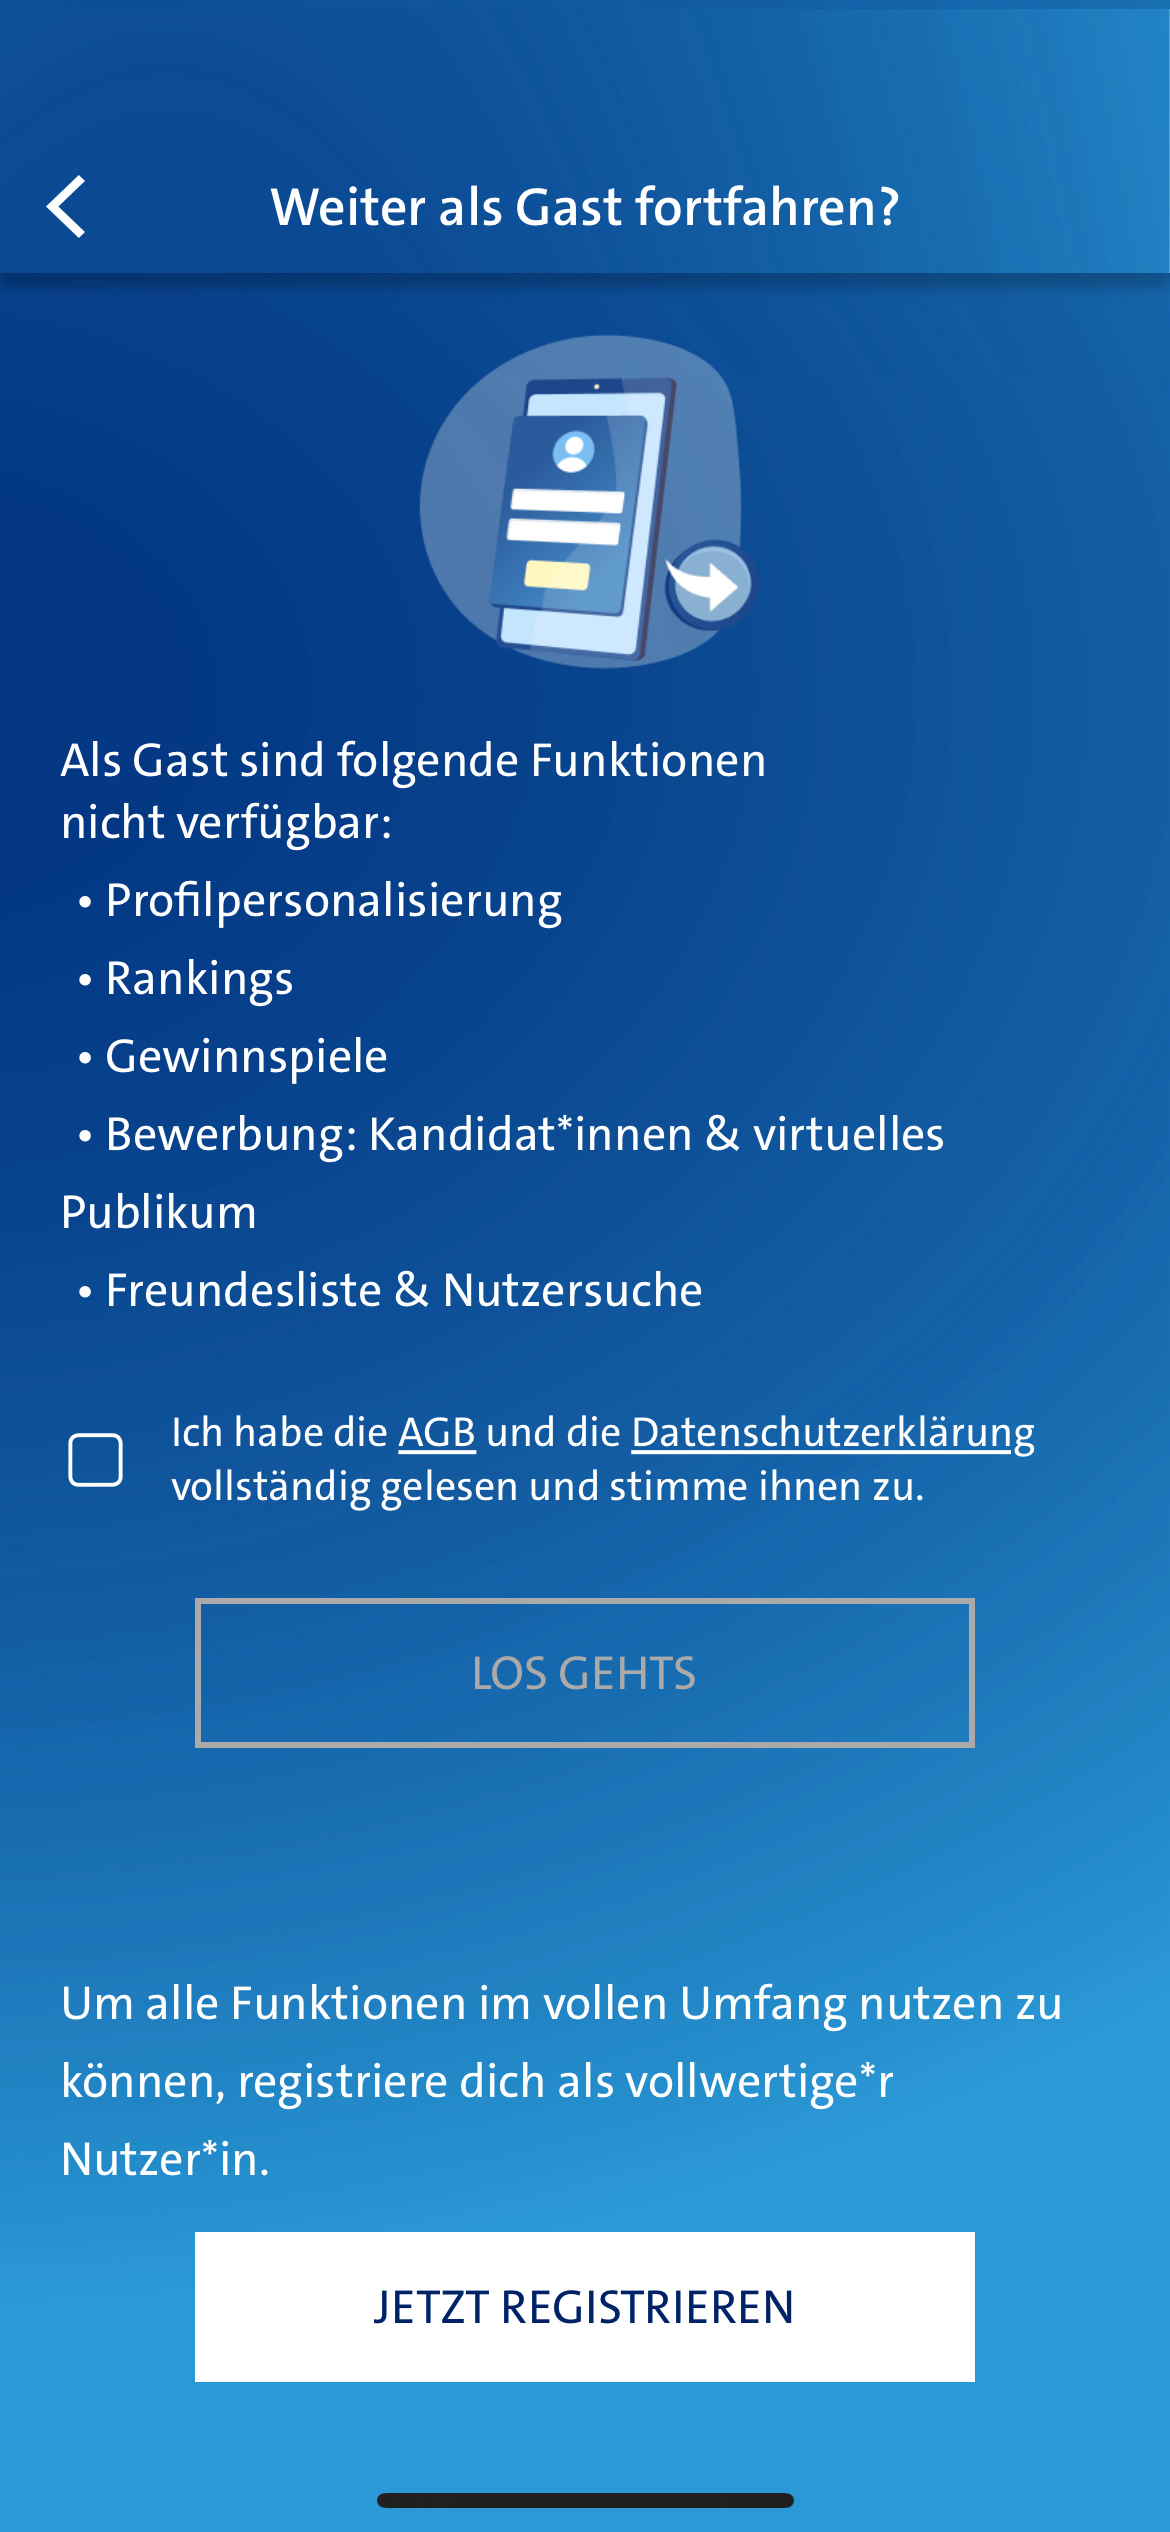 Weiter als Gast fortfahren?
Als Gast sind folgende Funktionen
nicht verfügbar:
• Profilpersonalisierung
• Rankings
• Gewinnspiele
• Bewerbung: Kandidat*innen & virtuelles
Publikum
• Freundesliste & Nutzersuche
Ich habe die AGB und die Datenschutzerklärung
vollständig gelesen und stimme ihnen zu.
LOS GEHTS
Um alle Funktionen im vollen Umfang nutzen zu
können, registriere dich als vollwertige*r
Nutzer*in.
JETZT REGISTRIEREN